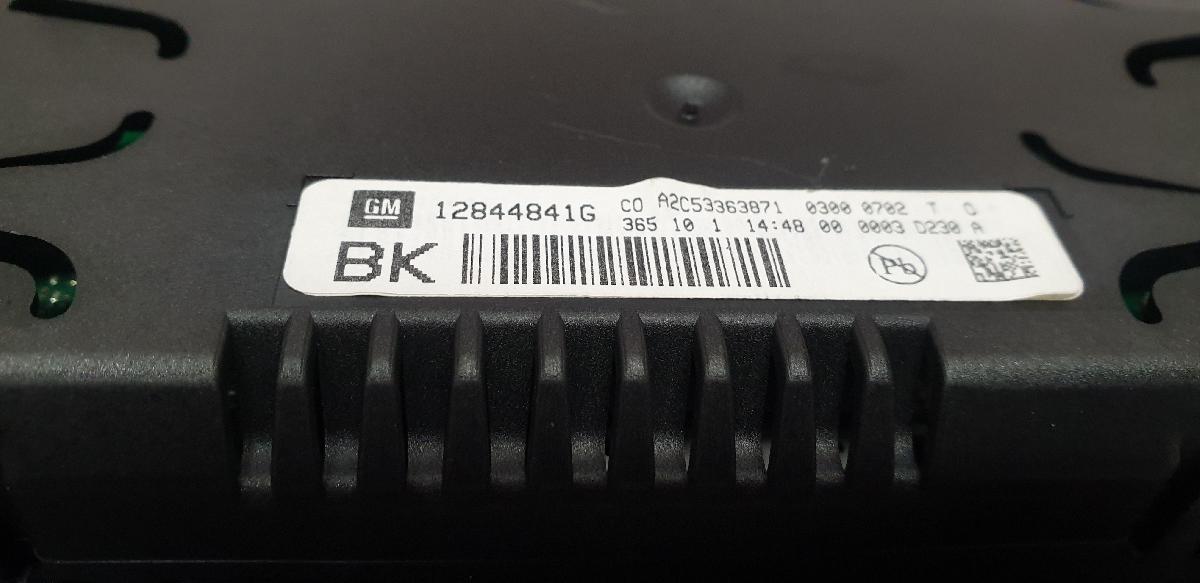 GM 12844841G CO A2C53363871 0300 0702 T 0
365 10 1 14:48 00 0003 D230 A
BK Pb